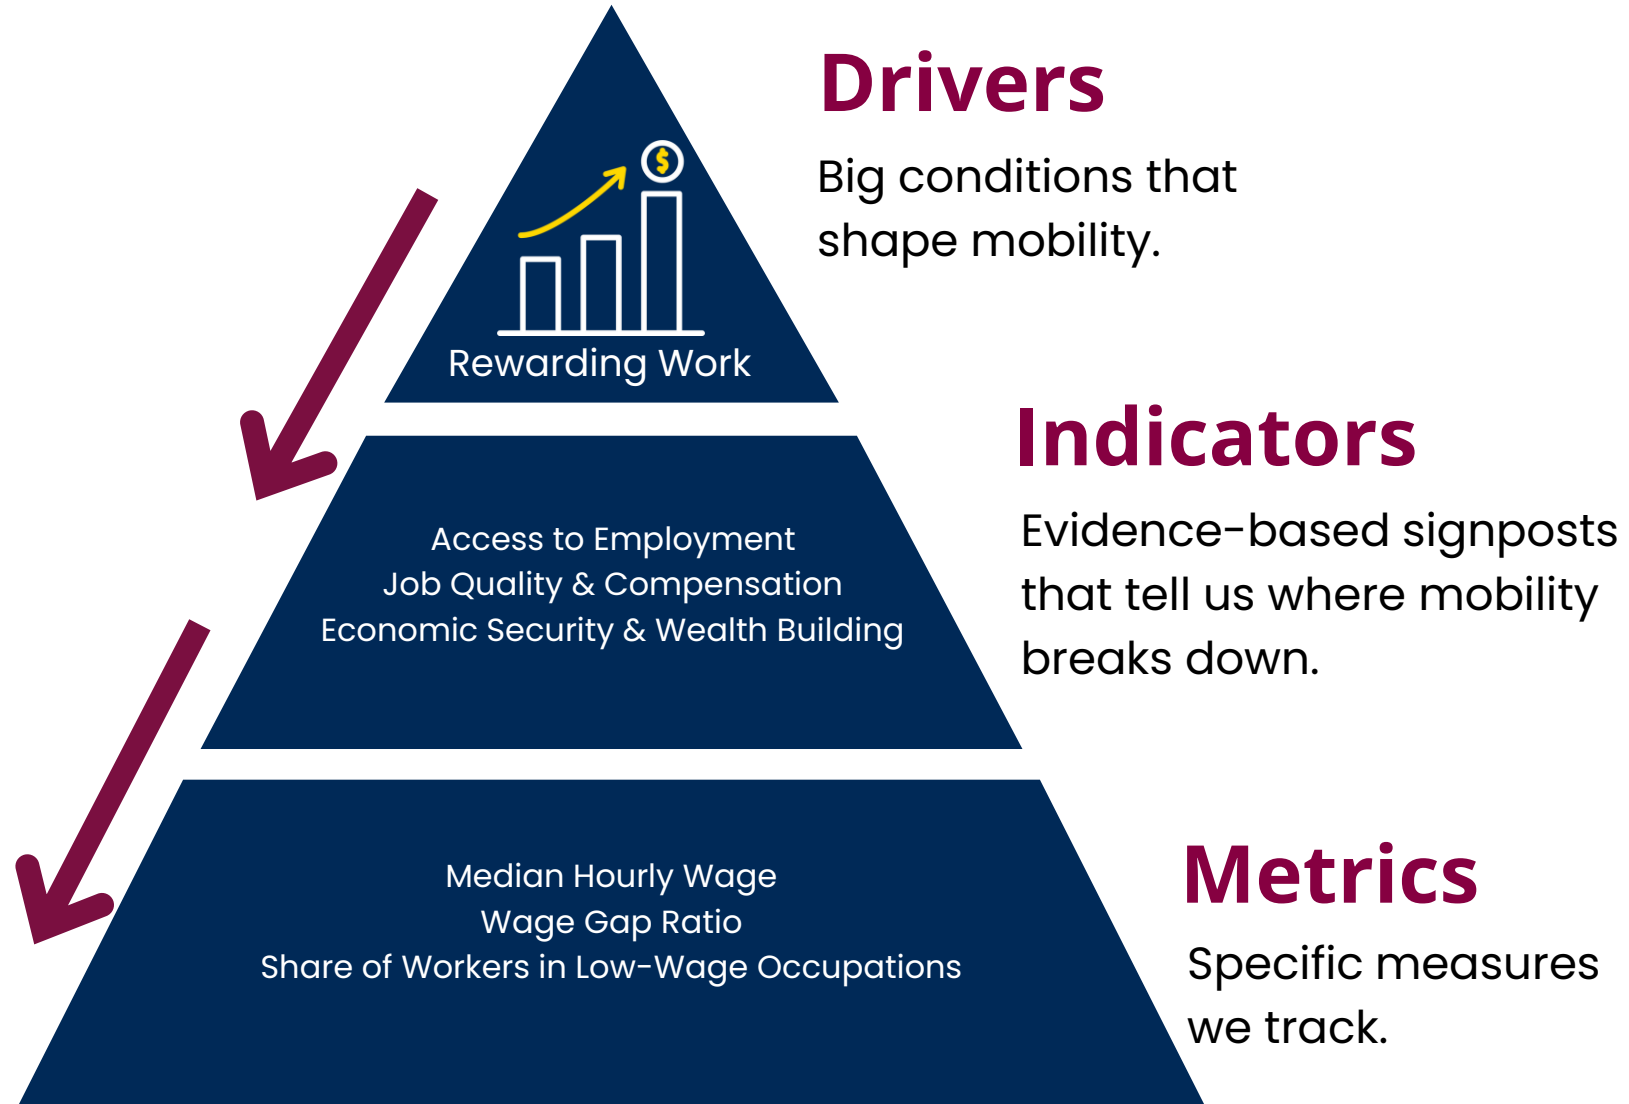 Drivers
Big conditions that
shape mobility.
$
Rewarding Work
Indicators
Evidence-based signposts
that tell us where mobility
breaks down.
Access to Employment
Job Quality & Compensation
Economic Security & Wealth Building
Metrics
Specific measures
we track.
Median Hourly Wage
Wage Gap Ratio
Share of Workers in Low-Wage Occupations